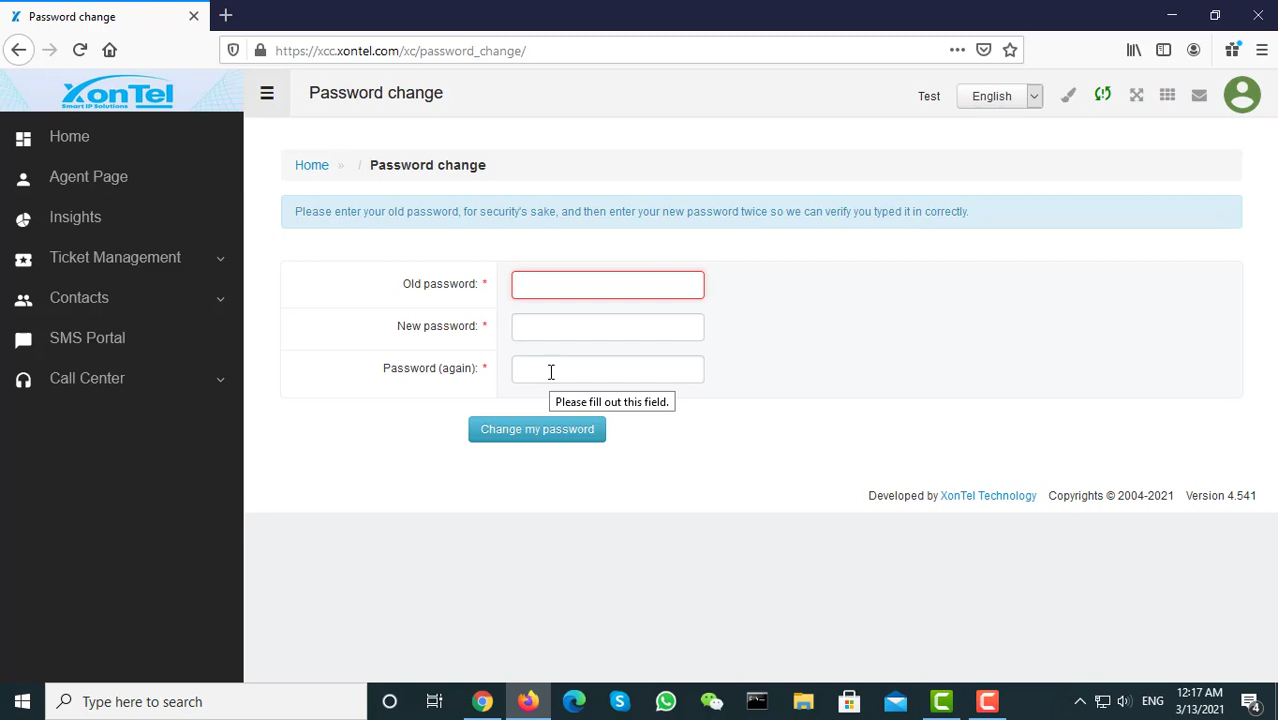 Password change
https://xcc.xontel.com/xc/password_change/
XonTel
Smart IP Solutions
Password change
Test
English
Home
Agent Page
Insights
Ticket Management
Contacts
SMS Portal
Call Center
Home » / Password change
Please enter your old password, for security's sake, and then enter your new password twice so we can verify you typed it in correctly.
Old password: *
New password: *
Password (again): *
Please fill out this field.
Change my password
Developed by XonTel Technology Copyrights © 2004-2021 Version 4.541
Type here to search
ENG
12:17 AM
3/13/2021
4